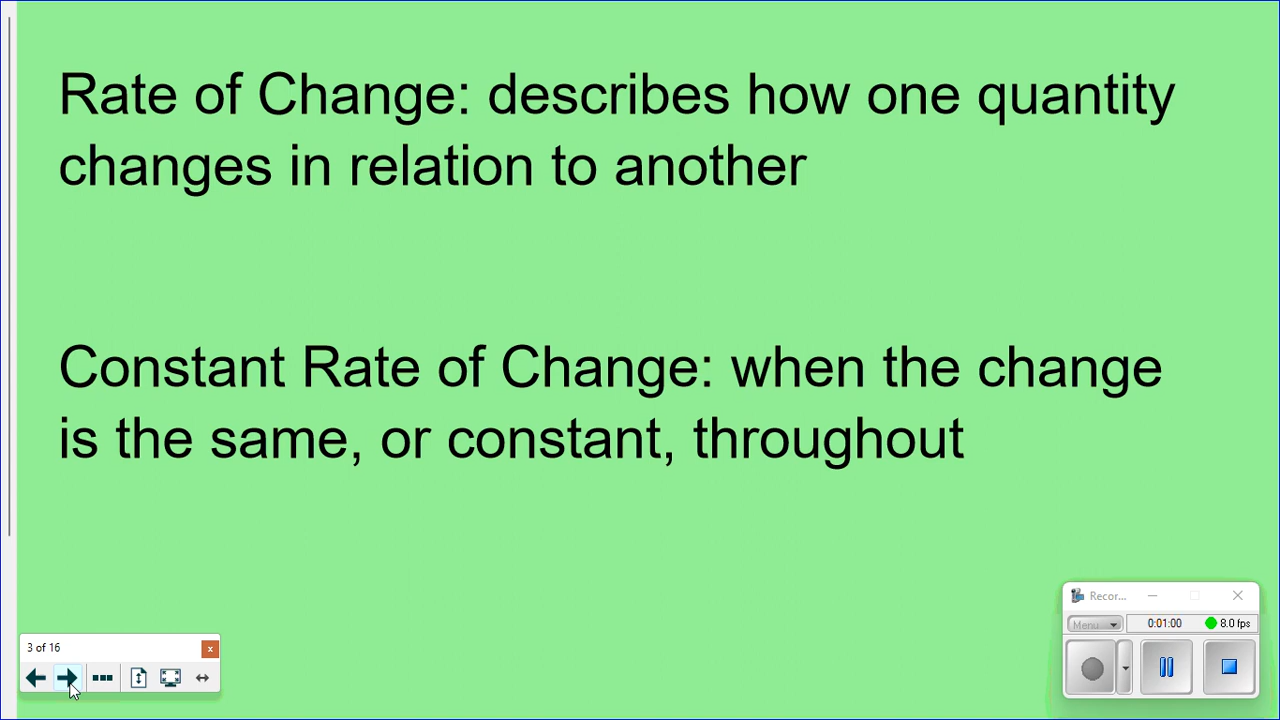 Rate of Change: describes how one quantity
changes in relation to another
Constant Rate of Change: when the change
is the same, or constant, throughout
3 of 16
x
Recor...
Menu
0:01:00
8.0 fps